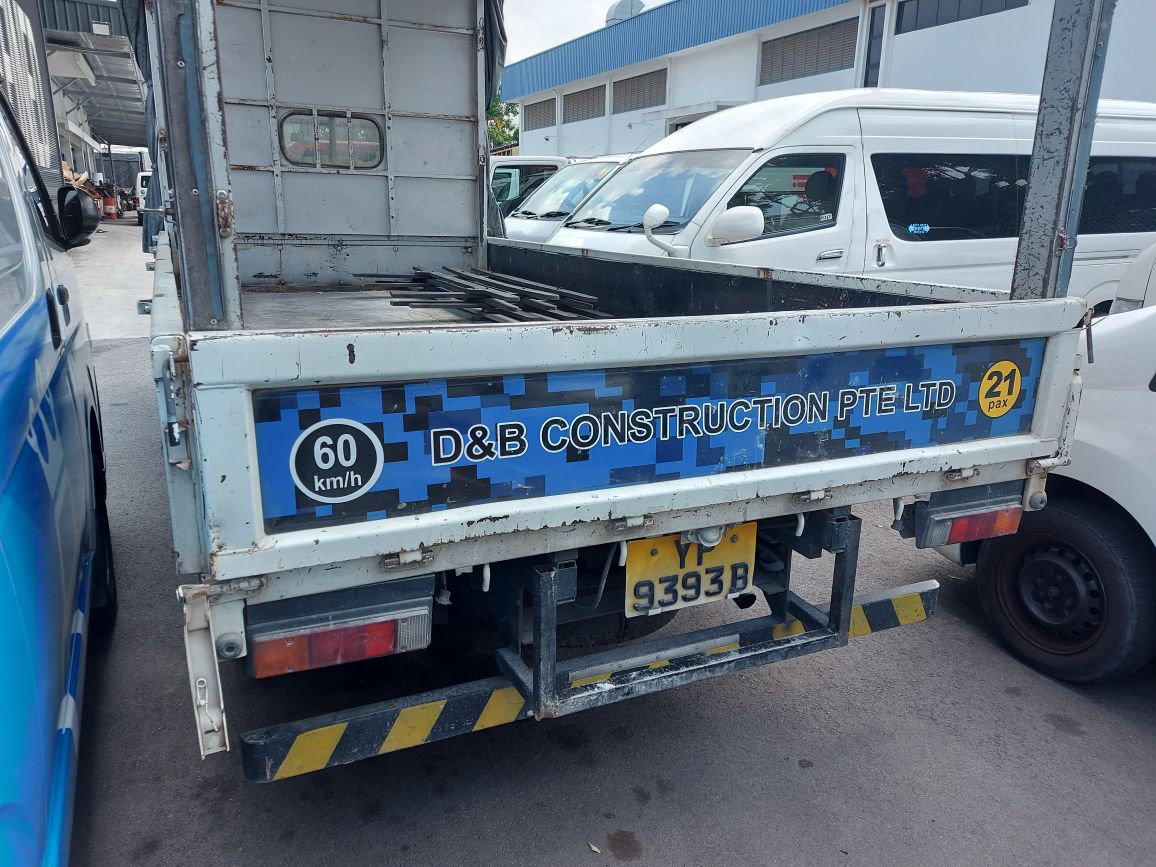 60
km/h
D&B CONSTRUCTION PTE LTD
21
pax
YP
9393B